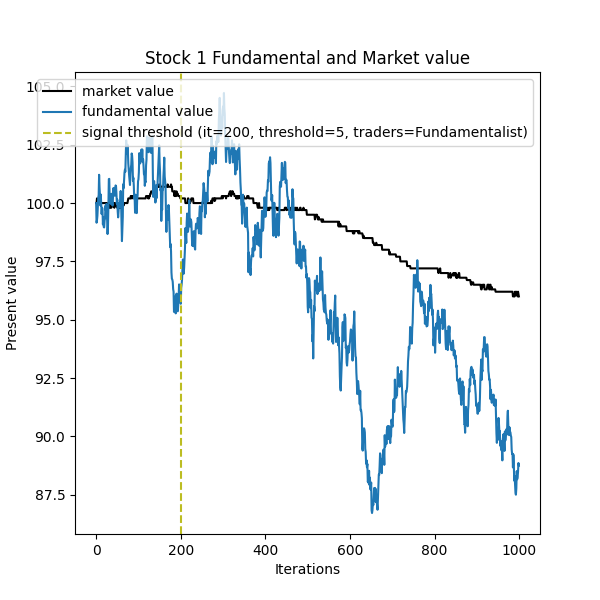 Stock 1 Fundamental and Market value
market value
fundamental value
signal threshold (it=200, threshold=5, traders=Fundamentalist)
105.0
102.5
100.0
97.5
95.0
92.5
90.0
87.5
Present value
0 200 400 600 800 1000
Iterations